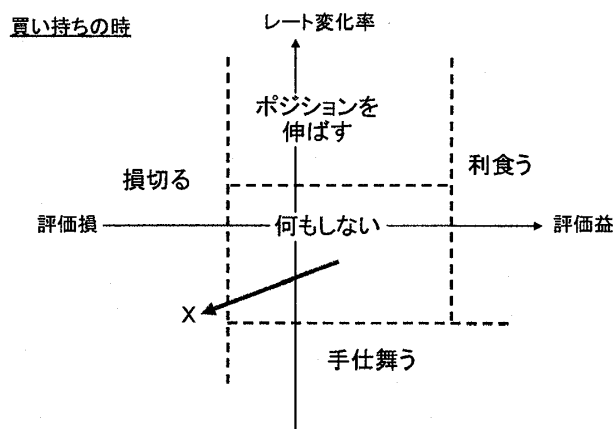 買い持ちの時
レート変化率
ポジションを
伸ばす
損切る
利食う
評価損
何もしない
評価益
X
手仕舞う